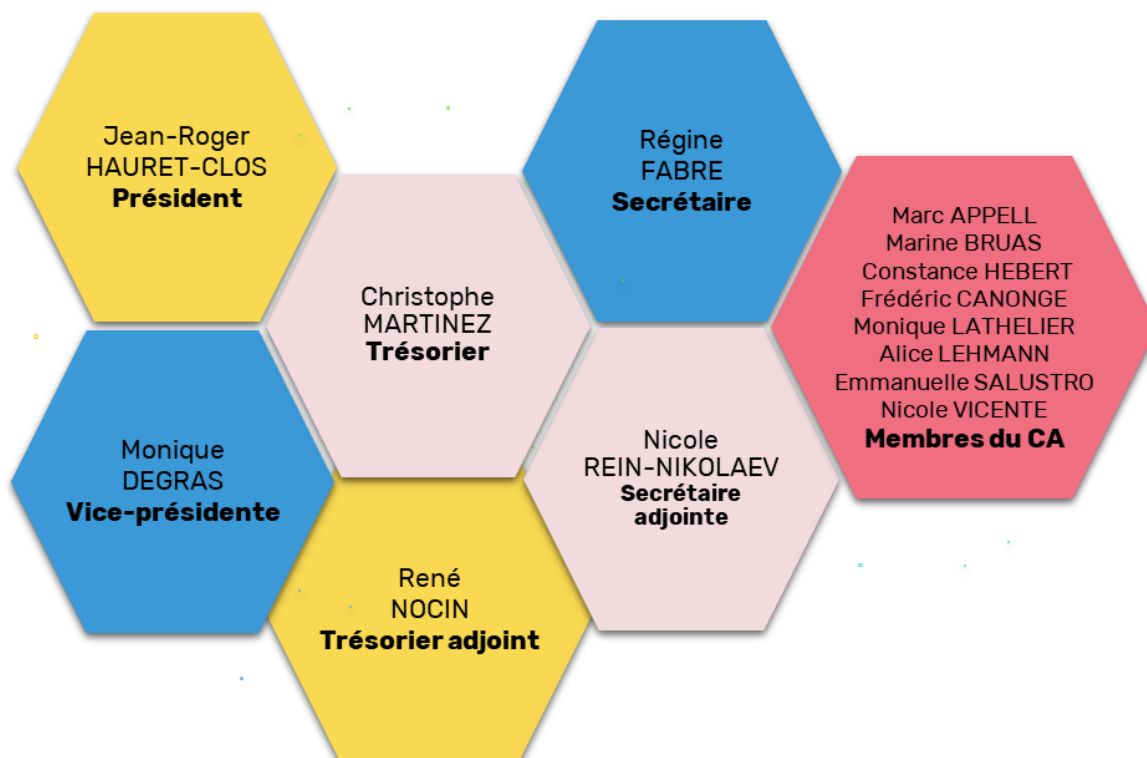 Jean-Roger
HAURET-CLOS
Président
Régine
FABRE
Secrétaire
Marc APPELL
Marine BRUAS
Constance HEBERT
Frédéric CANONGE
Monique LATHELIER
Alice LEHMANN
Emmanuelle SALUSTRO
Nicole VICENTE
Membres du CA
Christophe
MARTINEZ
Trésorier
Monique
DEGRAS
Vice-présidente
Nicole
REIN-NIKOLAEV
Secrétaire
adjointe
René
NOCIN
Trésorier adjoint